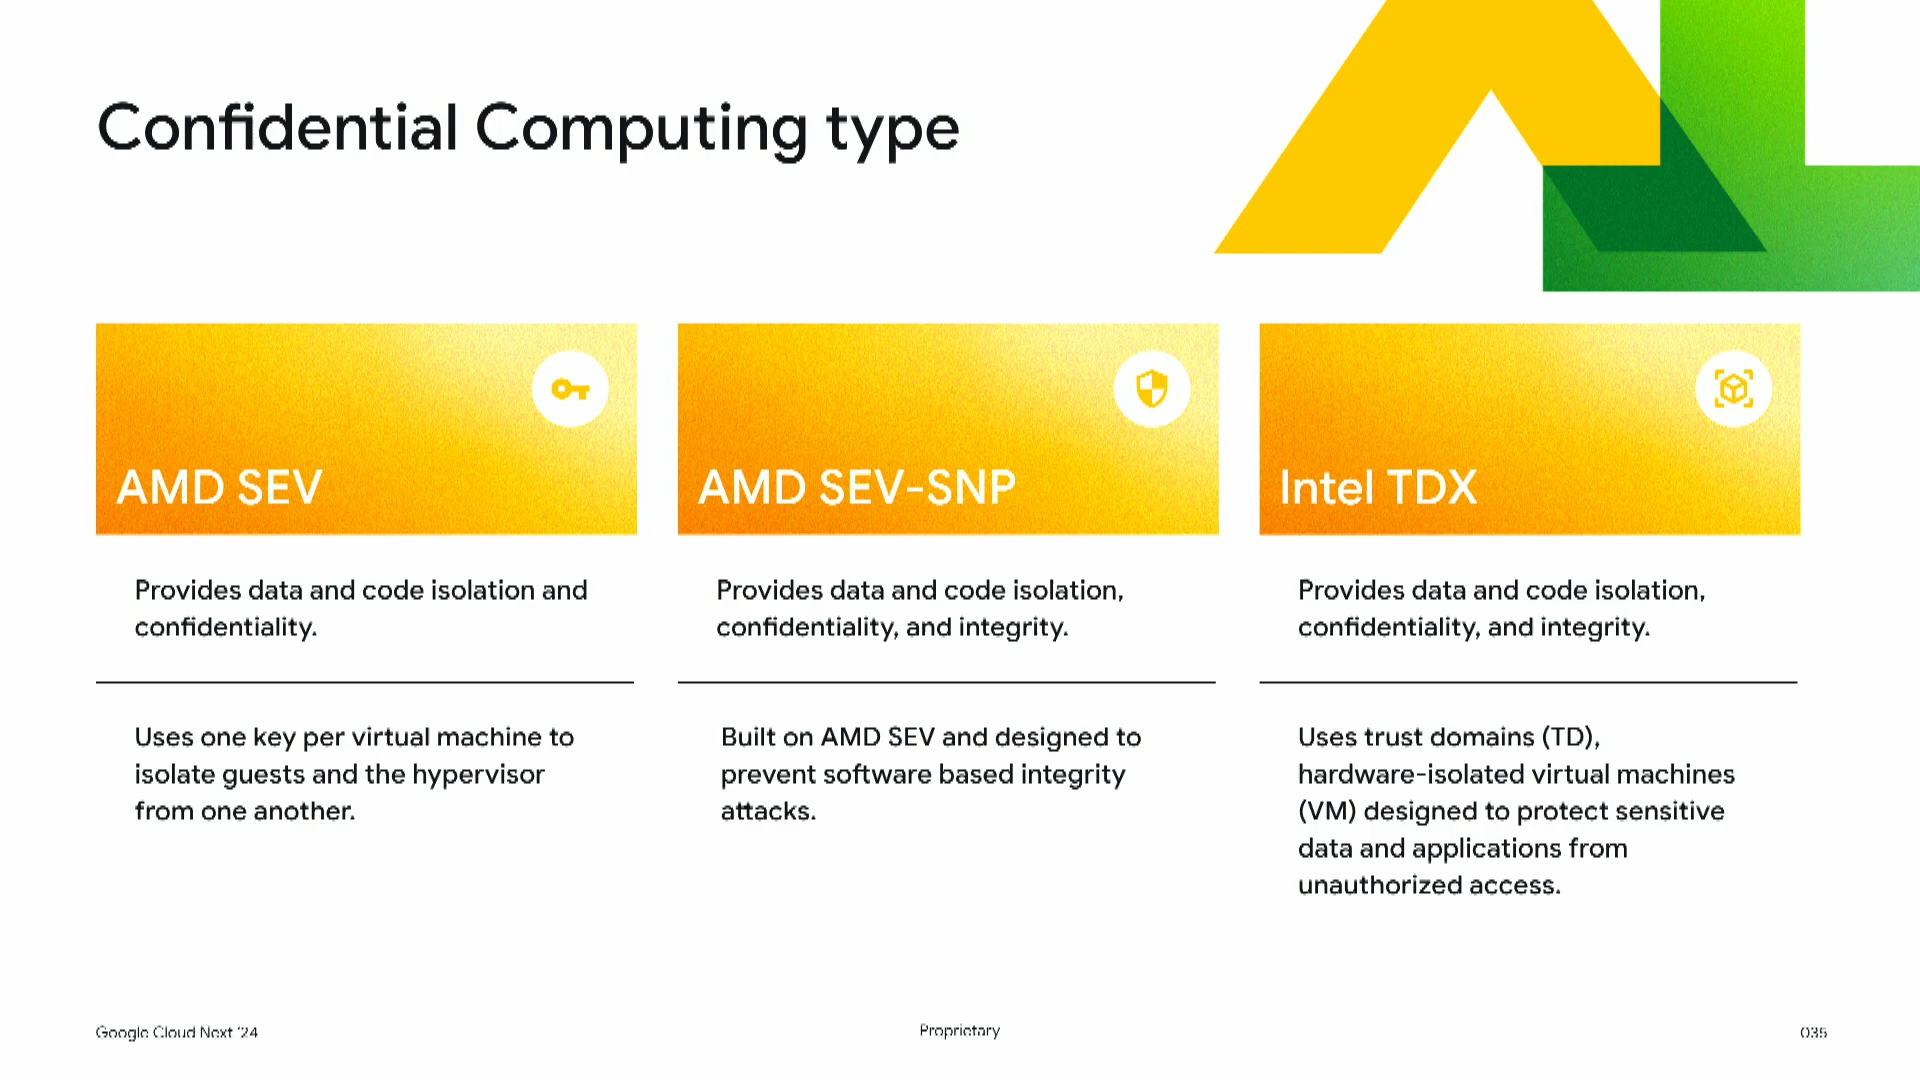 Confidential Computing type
AMD SEV
Provides data and code isolation and
confidentiality.
Uses one key per virtual machine to
isolate guests and the hypervisor
from one another.
AMD SEV-SNP
Provides data and code isolation,
confidentiality, and integrity.
Built on AMD SEV and designed to
prevent software based integrity
attacks.
Intel TDX
Provides data and code isolation,
confidentiality, and integrity.
Uses trust domains (TD),
hardware-isolated virtual machines
(VM) designed to protect sensitive
data and applications from
unauthorized access.
Google Cloud Next '24
Proprietary
035